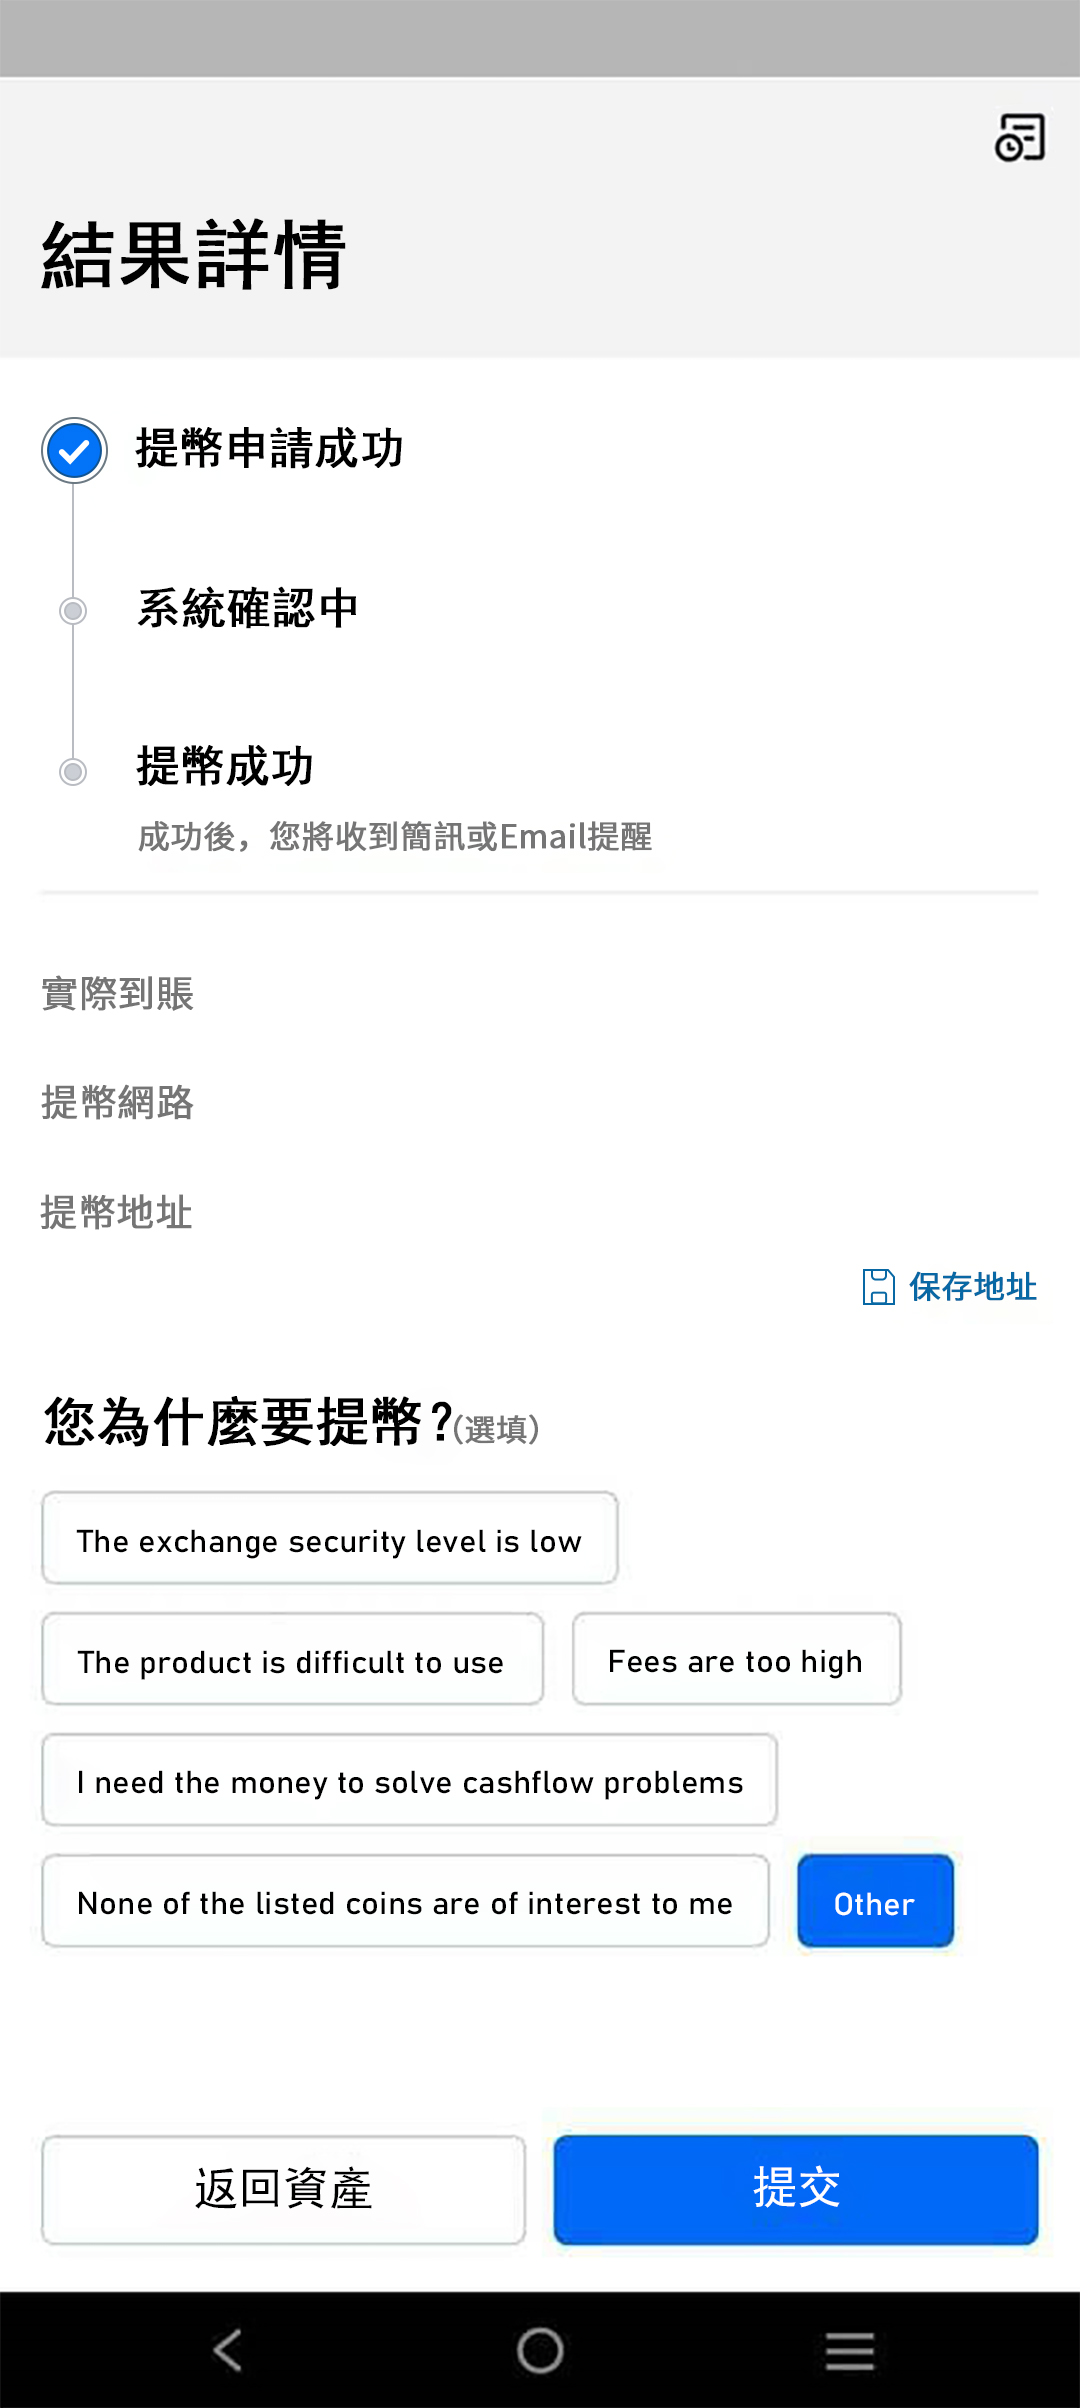 結果詳情
提幣申請成功
系統確認中
提幣成功
成功後，您將收到簡訊或Email提醒
實際到賬
提幣網路
提幣地址
保存地址
您為什麼要提幣?(選填)
The exchange security level is low
The product is difficult to use
Fees are too high
I need the money to solve cashflow problems
None of the listed coins are of interest to me
Other
返回資產
提交